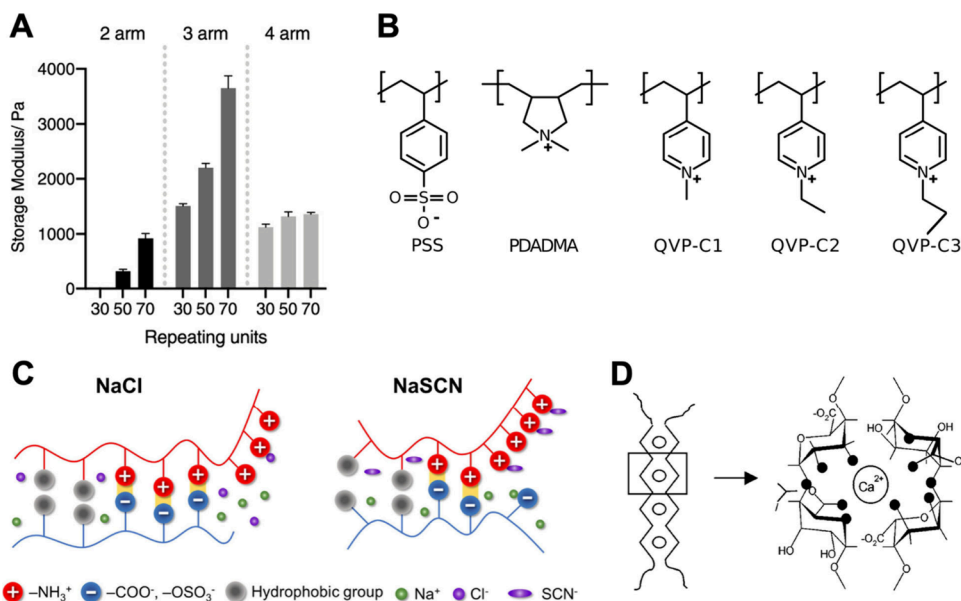 A
2 arm 3 arm 4 arm
Storage Modulus/ Pa
4000
3000
2000
1000
0
30 50 70 30 50 70 30 50 70
Repeating units
B
O=S=O
O-
N+
N+
N+
N+
PSS PDADMA QVP-C1 QVP-C2 QVP-C3
C
NaCl NaSCN
–NH₃⁺ –COO⁻, –OSO₃⁻ Hydrophobic group Na⁺ Cl⁻ SCN⁻
D
-O2C
O
O
OH
HO
O
O
Ca2+
O
-O2C
O
HO
OH
O
O